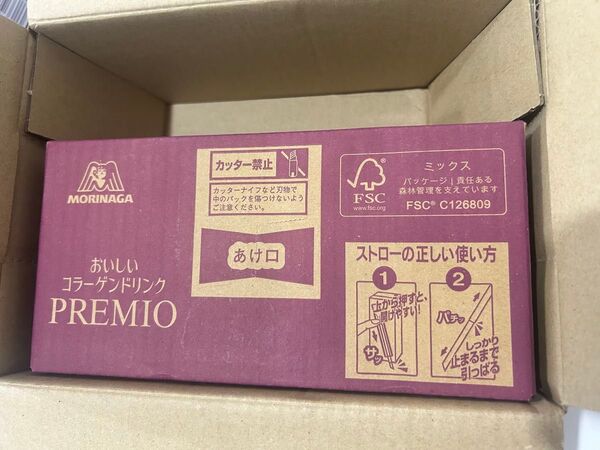 MORINAGA
おいしい
コラーゲンドリンク
PREMIO
カッター禁止
カッターナイフなど刃物で
中のパックを傷つけないよう
ご注意ください。
あけ口
FSC
www.fsc.org
ミックス
パッケージ|責任ある
森林管理を支えています
FSC® C126809
ストローの正しい使い方
1
上から押すと、
開けやすい!
サッ
2
パチッ
しっかり
止まるまで
引っぱる